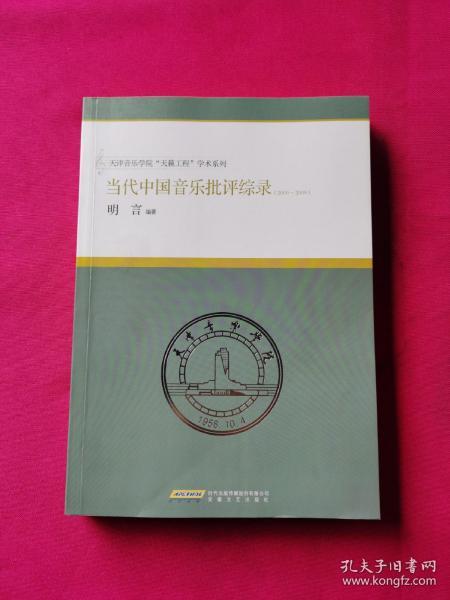 天津音乐学院“天籁工程”学术系列
当代中国音乐批评综录（2000～2009）
明 言 编著
天津音乐学院
1958.10.4
时代出版传媒股份有限公司
安徽文艺出版社
孔夫子旧书网
www.kongfz.com